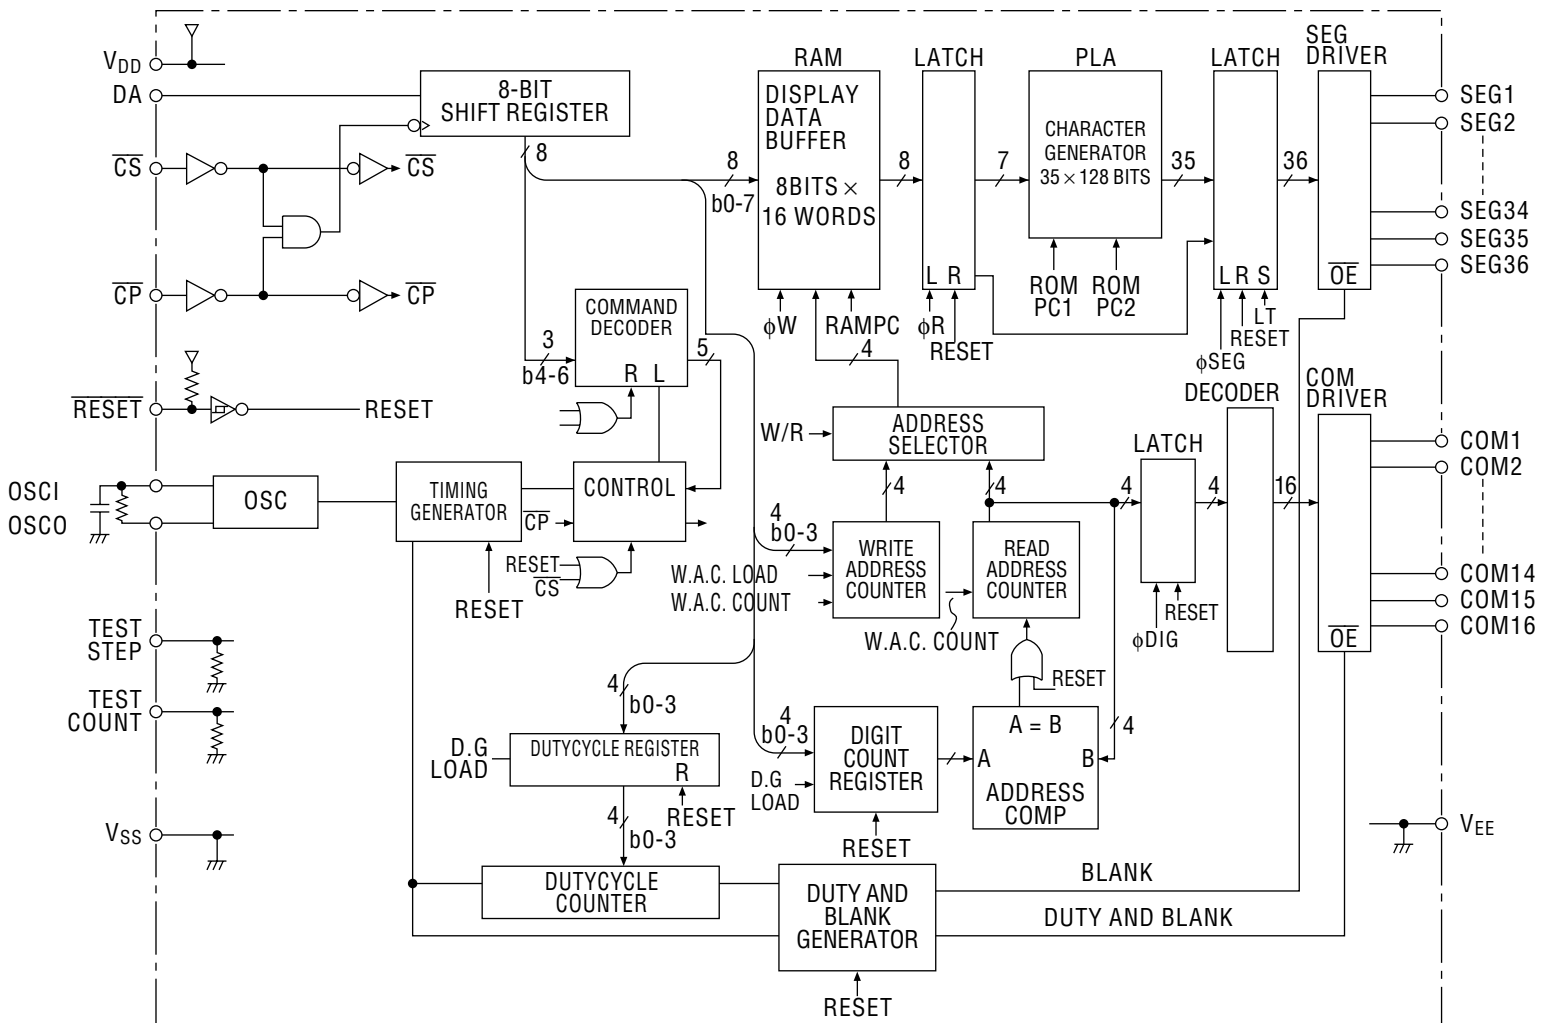 RAM
LATCH
PLA
LATCH
SEG
DRIVER
VDD
DA
8-BIT
SHIFT REGISTER
8
DISPLAY
DATA
BUFFER
8BITS ×
16 WORDS
8
b0-7
8
7
CHARACTER
GENERATOR
35 × 128 BITS
35
36
SEG1
SEG2
SEG34
SEG35
SEG36
CS
CS
CP
CP
L R
L R S
OE
ROM
PC1
ROM
PC2
φW
RAMPC
φR
RESET
LT
RESET
φSEG
4
COMMAND
DECODER
R L
3
b4-6
5
RESET
RESET
W/R
ADDRESS
SELECTOR
DECODER
COM
DRIVER
LATCH
COM1
COM2
COM14
COM15
COM16
OE
OSCI
OSCO
OSC
TIMING
GENERATOR
CONTROL
CP
RESET
CS
RESET
4
4
4
4
16
4
b0-3
WRITE
ADDRESS
COUNTER
READ
ADDRESS
COUNTER
W.A.C. LOAD
W.A.C. COUNT
W.A.C. COUNT
RESET
φDIG
TEST
STEP
TEST
COUNT
RESET
4
b0-3
4
b0-3
D.G
LOAD
DUTYCYCLE REGISTER
R
RESET
D.G
LOAD
DIGIT
COUNT
REGISTER
RESET
A = B
A
B
ADDRESS
COMP
4
4
b0-3
VSS
VEE
DUTYCYCLE
COUNTER
DUTY AND
BLANK
GENERATOR
BLANK
DUTY AND BLANK
RESET